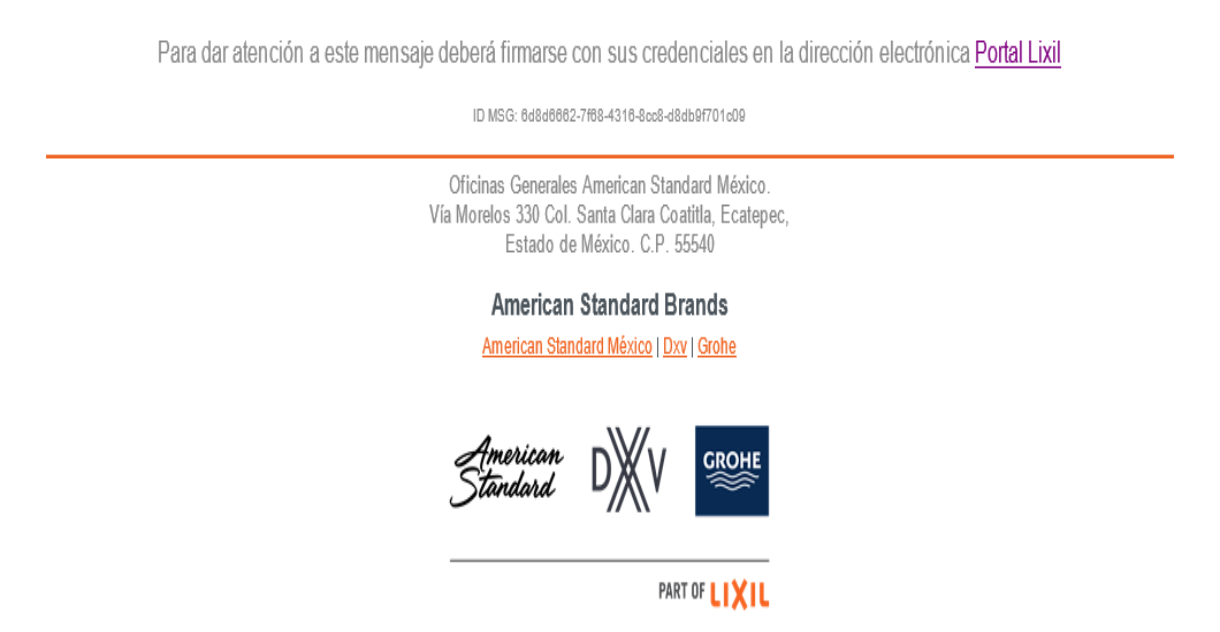 Para dar atención a este mensaje deberá firmarse con sus credenciales en la dirección electrónica Portal Lixil
ID MSG: 6d8d6662-7f68-4316-8cc8-d8db9f701c09
Oficinas Generales American Standard México.
Vía Morelos 330 Col. Santa Clara Coatitla, Ecatepec,
Estado de México. C.P. 55540
American Standard Brands
American Standard México | Dxv | Grohe
American Standard
DXV
GROHE
PART OF LIXIL